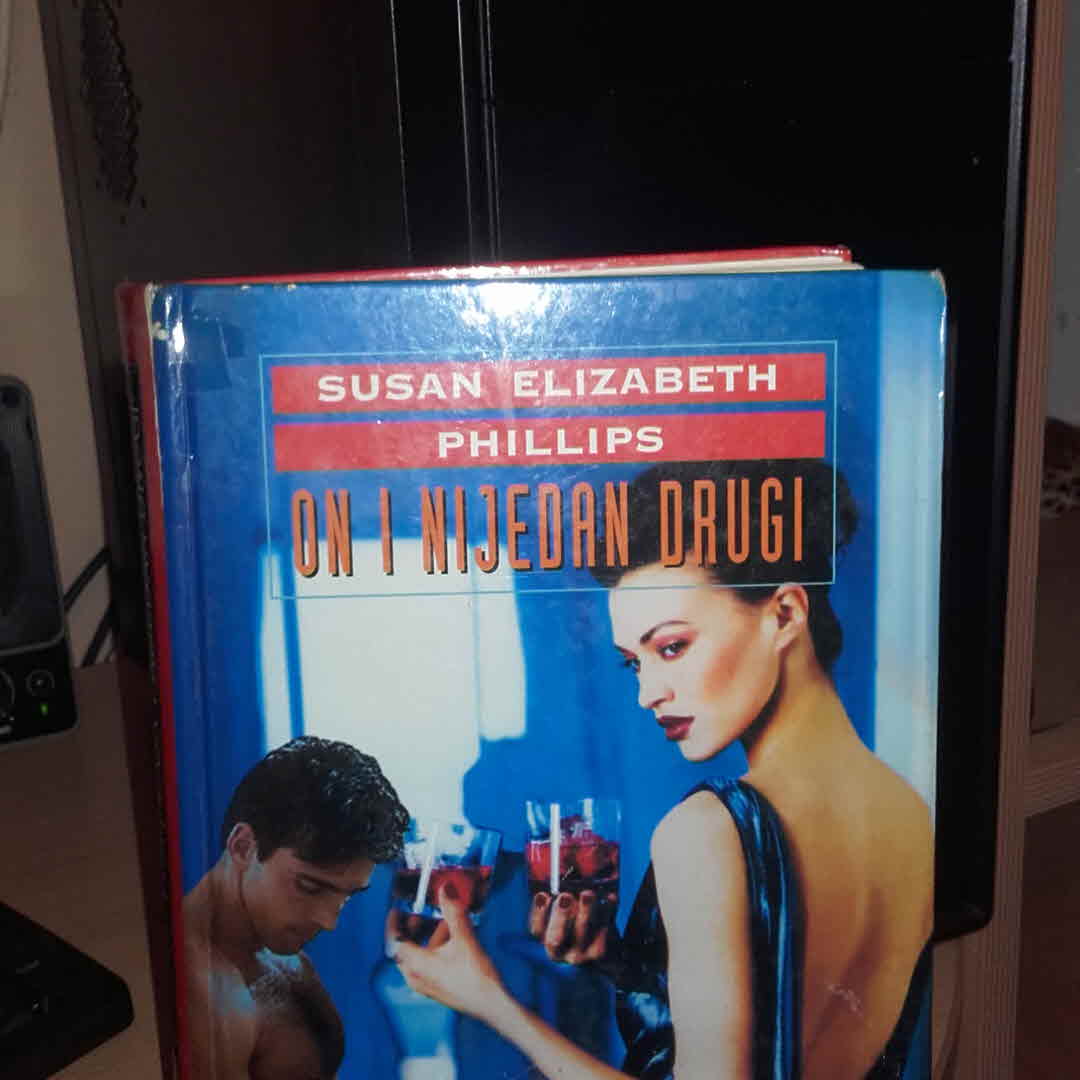 SUSAN ELIZABETH
PHILLIPS
ON I NIJEDAN DRUGI